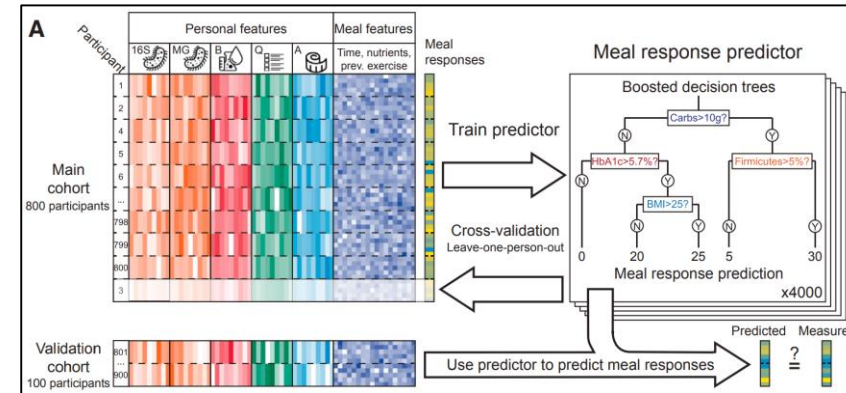 A
Personal features
Meal features
Participant
16S
MG
B
Q
A
Time, nutrients,
prev. exercise
Meal
responses
1
2
4
5
6
...
798
799
800
3
Main
cohort
800 participants
Train predictor
Cross-validation
Leave-one-person-out
Meal response predictor
Boosted decision trees
Carbs>10g?
N
Y
HbA1c>5.7%?
Firmicutes>5%?
N
Y
BMI>25?
N
Y
N
Y
0
20
25
5
30
Meal response prediction
x4000
Validation
cohort
100 participants
801
...
900
Use predictor to predict meal responses
Predicted
Measured
?
=